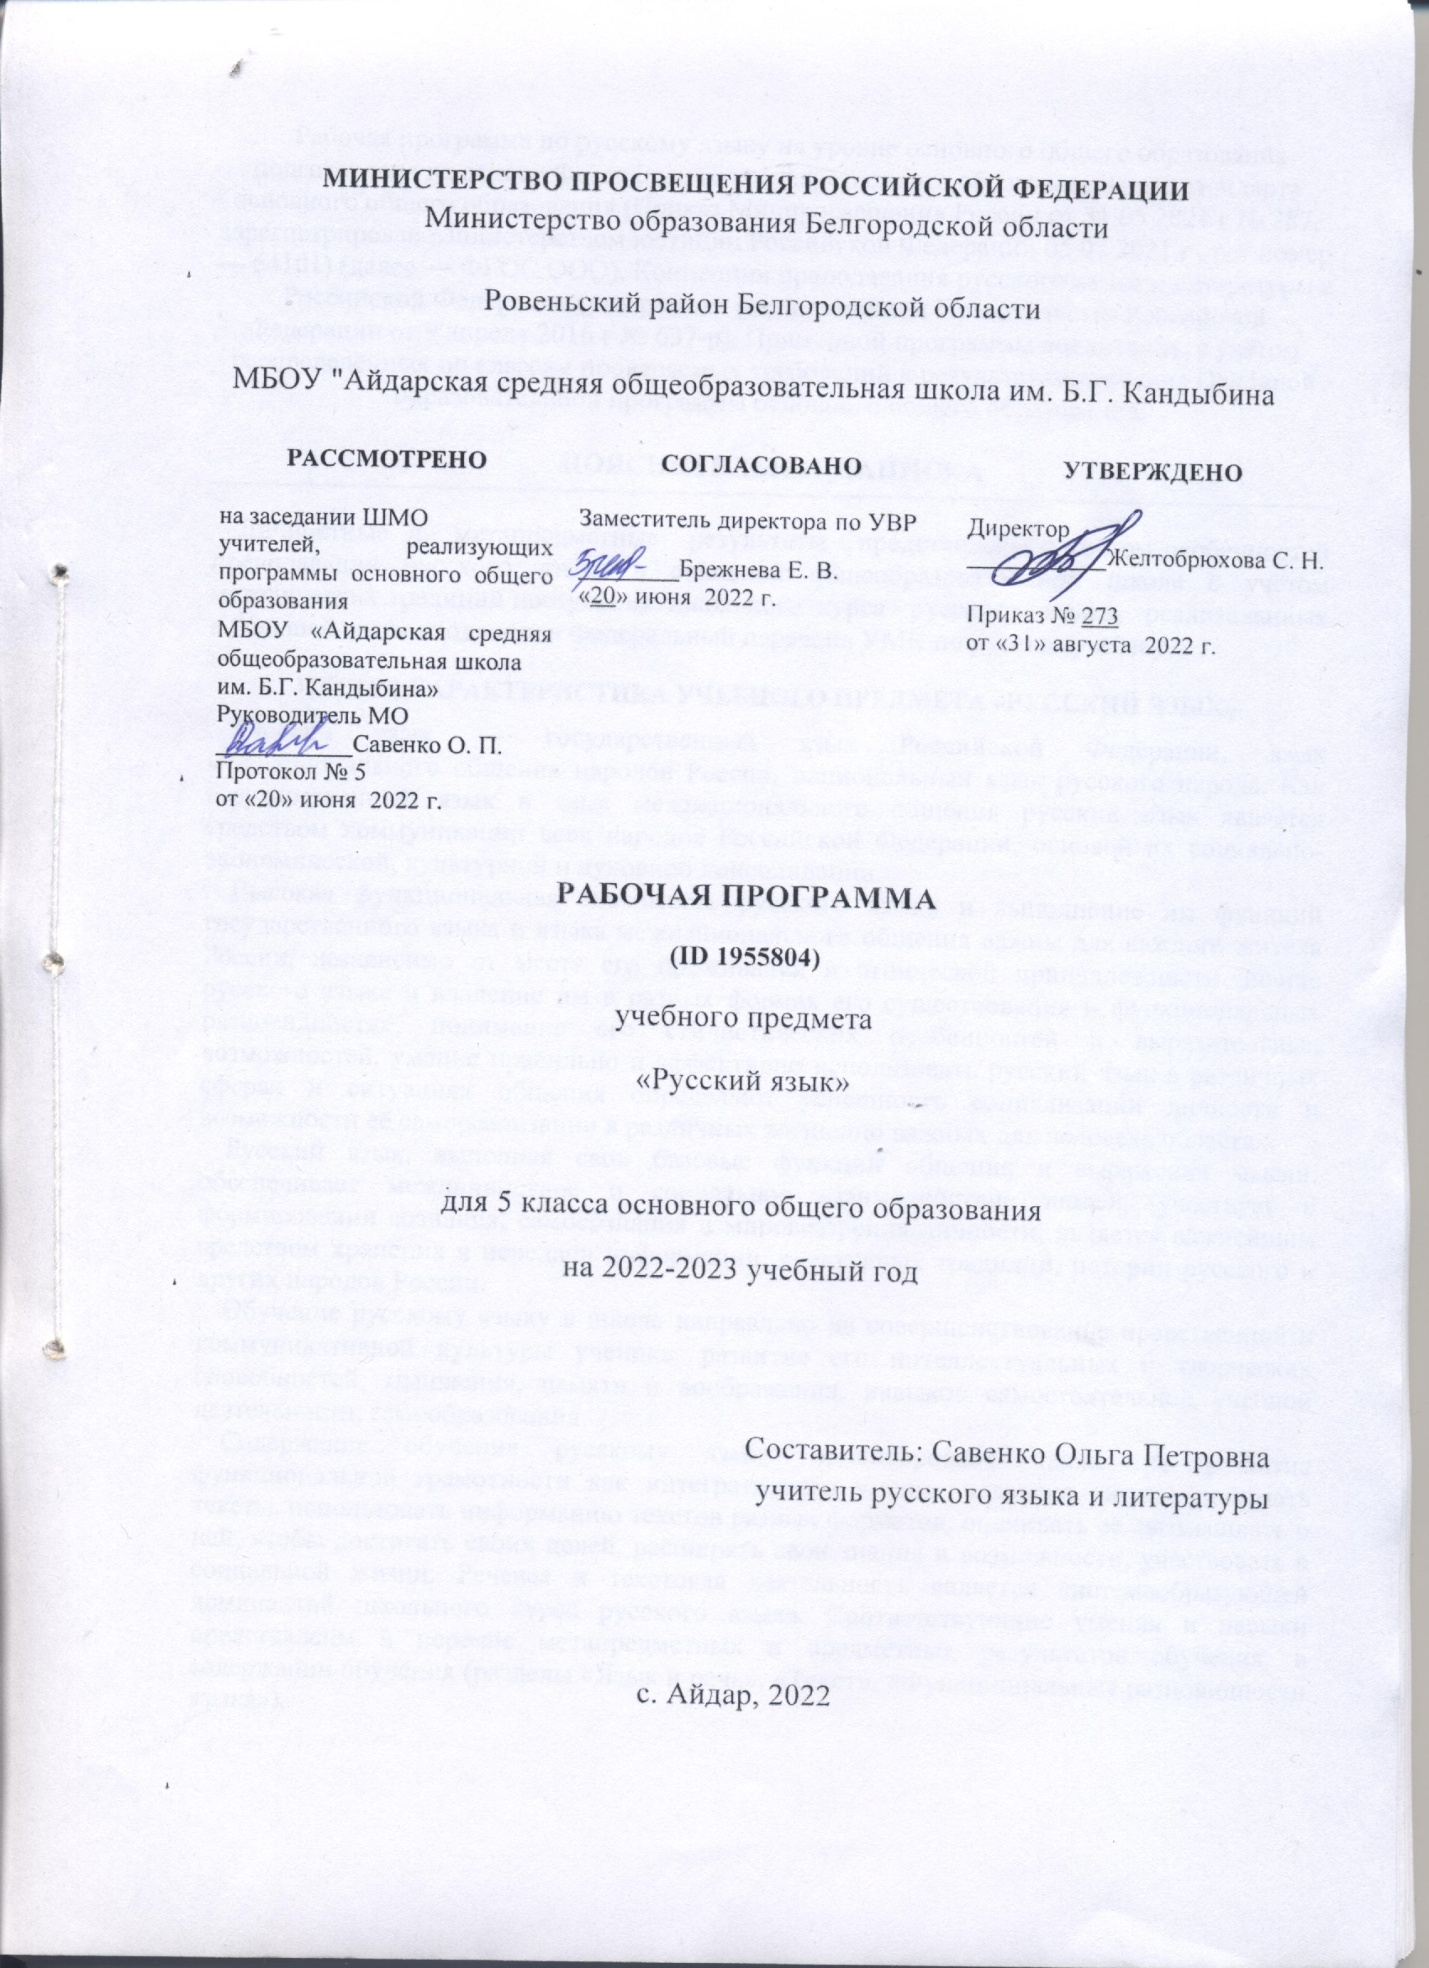 МИНИСТЕРСТВО ПРОСВЕЩЕНИЯ РОССИЙСКОЙ ФЕДЕРАЦИИ
Министерство образования Белгородской области
Ровеньский район Белгородской области
МБОУ "Айдарская средняя общеобразовательная школа им. Б.Г. Кандыбина
РАССМОТРЕНО
на заседании ШМО
учителей, реализующих
программы основного общего
образования
МБОУ «Айдарская средняя
общеобразовательная школа
им. Б.Г. Кандыбина»
Руководитель МО
Савенко О. П.
Протокол № 5
от «20» июня 2022 г.
СОГЛАСОВАНО
Заместитель директора по УВР
Брежнева Е. В.
«20» июня 2022 г.
УТВЕРЖДЕНО
Директор
Желтобрюхова С. Н.
Приказ № 273
от «31» августа 2022 г.
РАБОЧАЯ ПРОГРАММА
(ID 1955804)
учебного предмета
«Русский язык»
для 5 класса основного общего образования
на 2022-2023 учебный год
Составитель: Савенко Ольга Петровна
учитель русского языка и литературы
с. Айдар, 2022